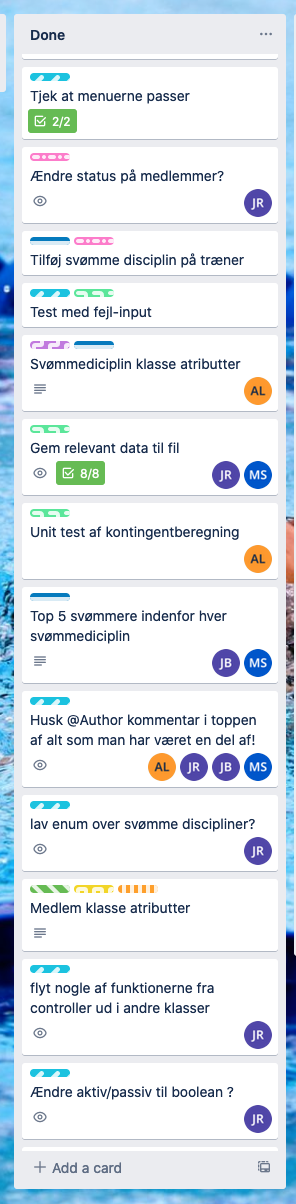 Done
Tjek at menuerne passer
2/2
Ændre status på medlemmer?
JR
Tilføj svømme disciplin på træner
Test med fejl-input
Svømmediciplin klasse atributter
AL
Gem relevant data til fil
8/8
JR MS
Unit test af kontingentberegning
AL
Top 5 svømmere indenfor hver
svømmediciplin
JB MS
Husk @Author kommentar i toppen
af alt som man har været en del af!
AL JR JB MS
lav enum over svømme discipliner?
JR
Medlem klasse atributter
flyt nogle af funktionerne fra
controller ud i andre klasser
JR
Ændre aktiv/passiv til boolean ?
JR
Add a card